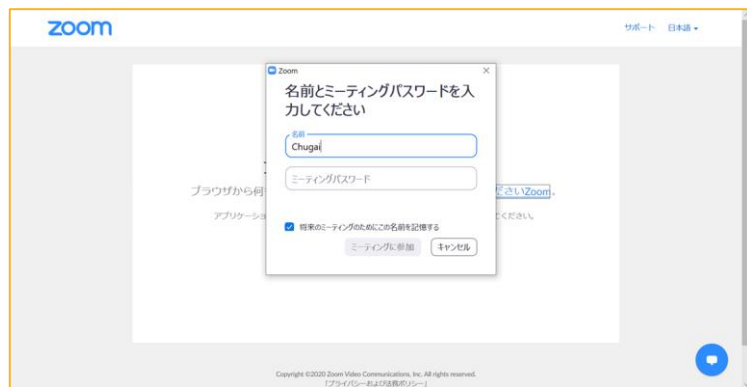 zoom
サポート 日本語
Zoom
名前とミーティングパスワードを入
力してください
名前
Chugai
ミーティングパスワード
ブラウザから何
ださいZoom。
アプリケーショ
てください。
将来のミーティングのためにこの名前を記憶する
ミーティングに参加 キャンセル
Copyright ©2020 Zoom Video Communications, Inc. All rights reserved.
「プライバシーおよび法務ポリシー」